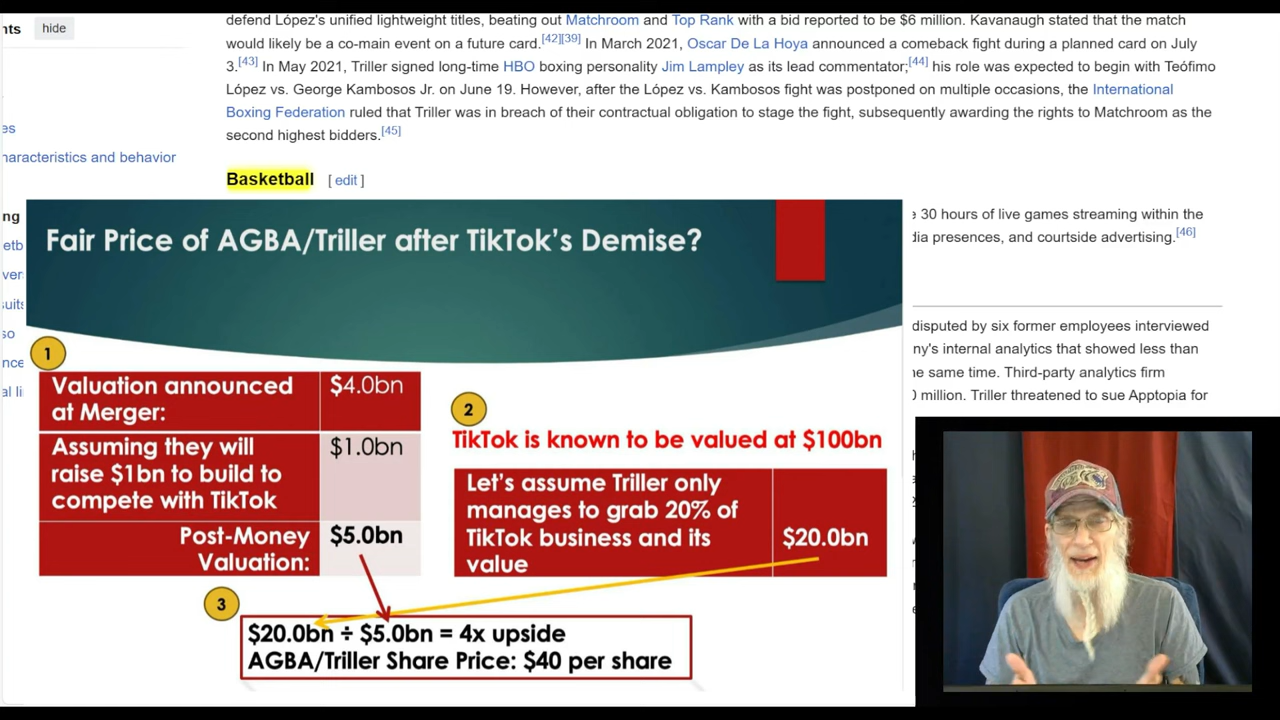 nts hide
defend López's unified lightweight titles, beating out Matchroom and Top Rank with a bid reported to be $6 million. Kavanaugh stated that the match
would likely be a co-main event on a future card.[42][39] In March 2021, Oscar De La Hoya announced a comeback fight during a planned card on July
3.[43] In May 2021, Triller signed long-time HBO boxing personality Jim Lampley as its lead commentator;[44] his role was expected to begin with Teófimo
López vs. George Kambosos Jr. on June 19. However, after the López vs. Kambosos fight was postponed on multiple occasions, the International
Boxing Federation ruled that Triller was in breach of their contractual obligation to stage the fight, subsequently awarding the rights to Matchroom as the
second highest bidders.[45]
es
haracteristics and behavior
Basketball [ edit ]
ng
etb
ver
suits
so
nce
al li
e 30 hours of live games streaming within the
dia presences, and courtside advertising.[46]
disputed by six former employees interviewed
ny's internal analytics that showed less than
e same time. Third-party analytics firm
0 million. Triller threatened to sue Apptopia for
Fair Price of AGBA/Triller after TikTok's Demise?
1
Valuation announced
at Merger:
$4.0bn
Assuming they will
raise $1bn to build to
compete with TikTok
$1.0bn
Post-Money
Valuation:
$5.0bn
2
TikTok is known to be valued at $100bn
Let's assume Triller only
manages to grab 20% of
TikTok business and its
value
$20.0bn
3
$20.0bn ÷ $5.0bn = 4x upside
AGBA/Triller Share Price: $40 per share